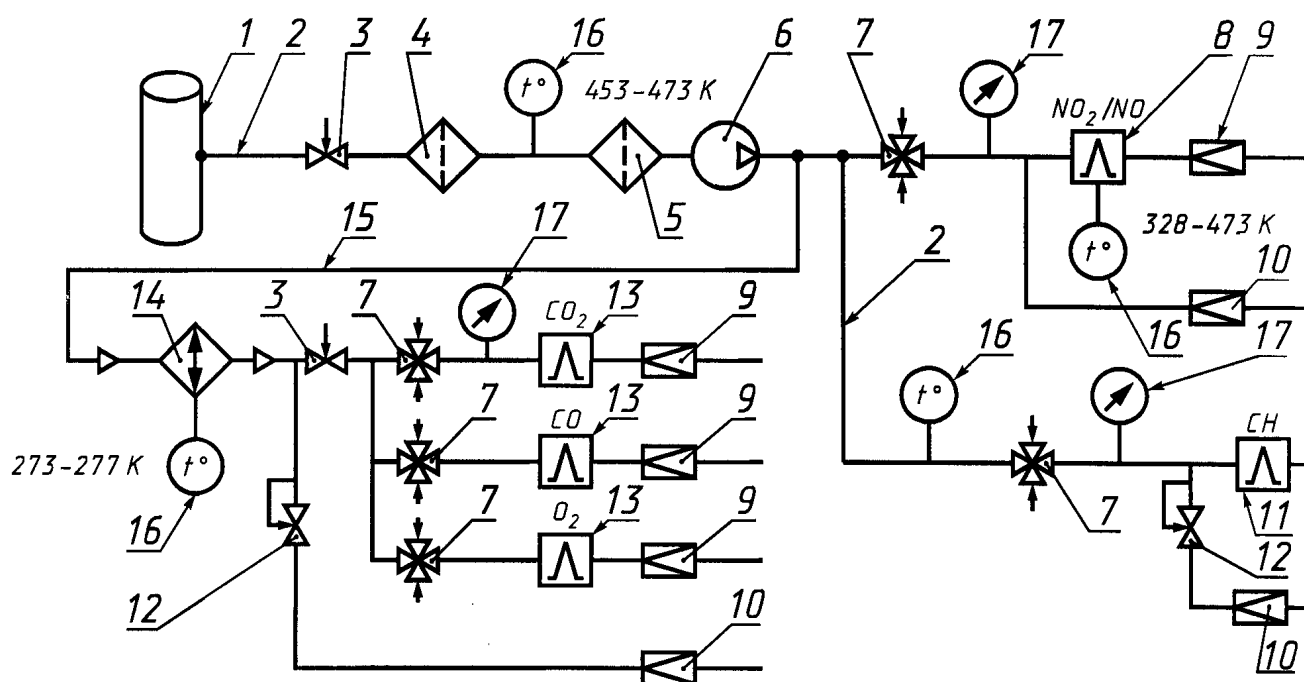 1 2 3 4 16 6 7 17 8 9
t° 453–473 K NO₂/NO
5
15 17 2 t° 328–473 K
10
14 3 7 CO₂ 13 9 16 16 17
t°
7 CO 13 9 CH
273–277 K t°
7 O₂ 13 9 7 11
16
12
12 10
10